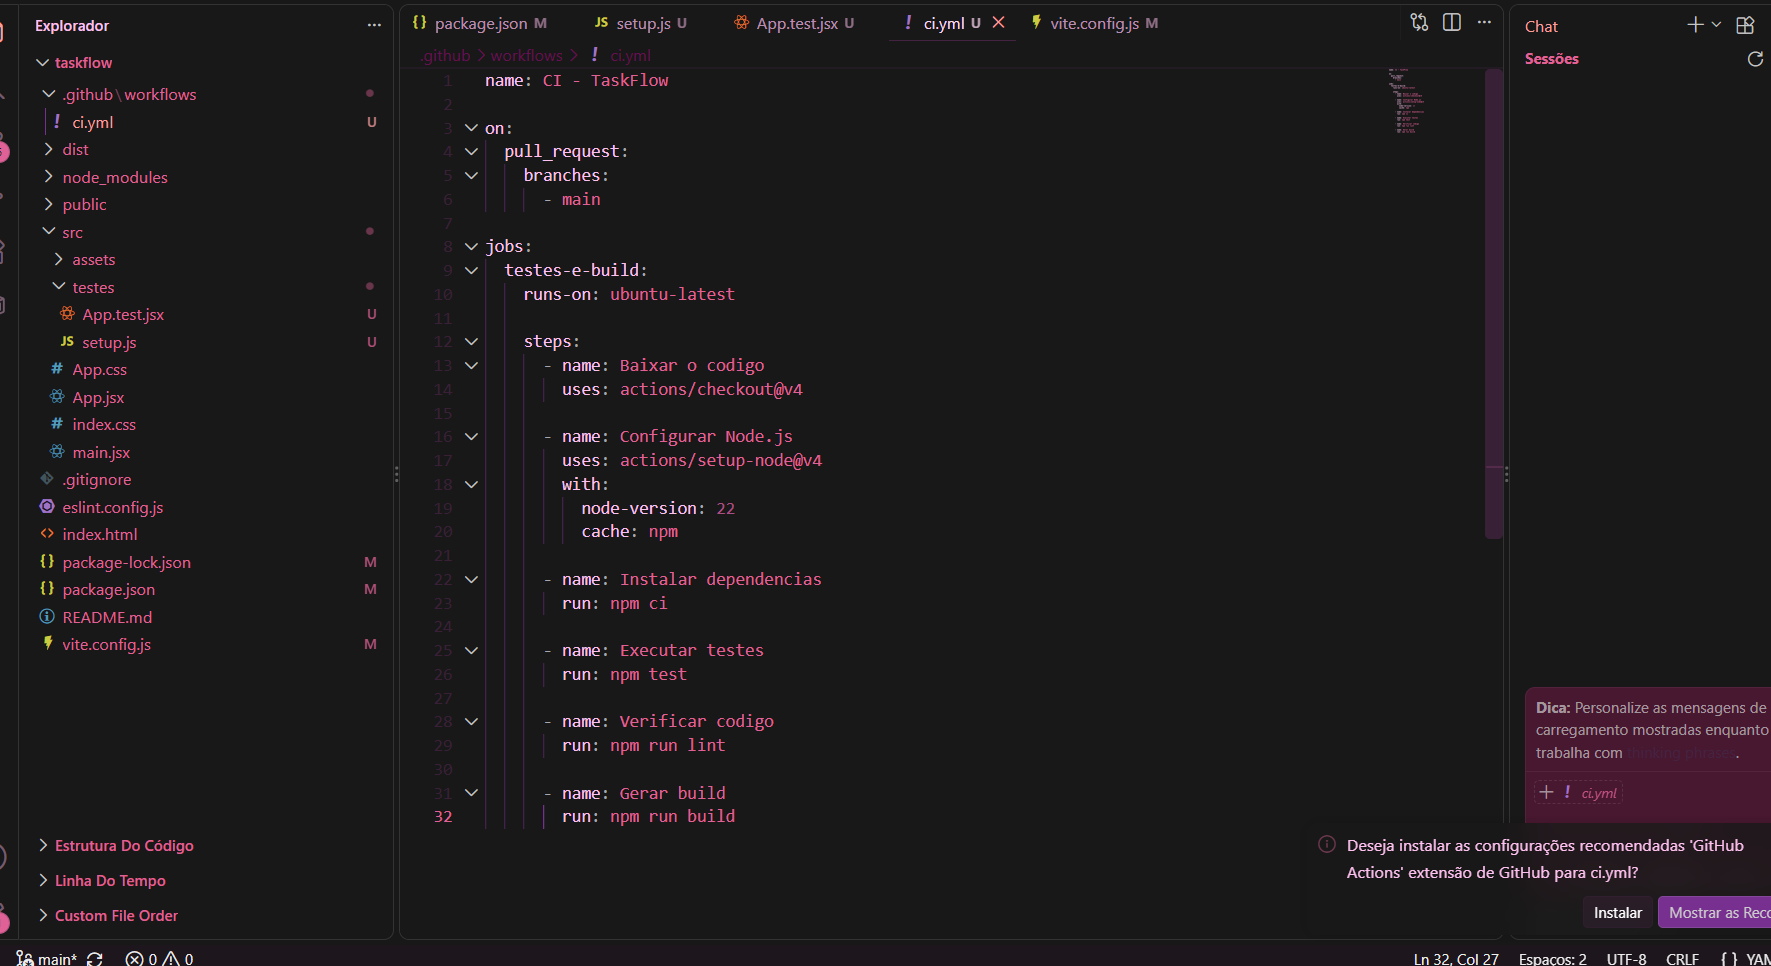 Explorador
taskflow
.github\workflows
ci.yml U
dist
node_modules
public
src
assets
testes
App.test.jsx U
JS setup.js U
# App.css
App.jsx
# index.css
main.jsx
.gitignore
eslint.config.js
<> index.html
{} package-lock.json M
{} package.json M
README.md
vite.config.js M
Estrutura Do Código
Linha Do Tempo
Custom File Order
{} package.json M
JS setup.js U
App.test.jsx U
! ci.yml U
vite.config.js M
.github > workflows > ! ci.yml
1 name: CI - TaskFlow
2
3 on:
4 pull_request:
5 branches:
6 - main
7
8 jobs:
9 testes-e-build:
10 runs-on: ubuntu-latest
11
12 steps:
13 - name: Baixar o codigo
14 uses: actions/checkout@v4
15
16 - name: Configurar Node.js
17 uses: actions/setup-node@v4
18 with:
19 node-version: 22
20 cache: npm
21
22 - name: Instalar dependencias
23 run: npm ci
24
25 - name: Executar testes
26 run: npm test
27
28 - name: Verificar codigo
29 run: npm run lint
30
31 - name: Gerar build
32 run: npm run build
Chat
Sessões
Dica: Personalize as mensagens de
carregamento mostradas enquanto
trabalha com thinking phrases.
! ci.yml
Deseja instalar as configurações recomendadas 'GitHub
Actions' extensão de GitHub para ci.yml?
Instalar
Mostrar as Reco
main* 0 0
Ln 32, Col 27 Espaços: 2 UTF-8 CRLF {} YAM